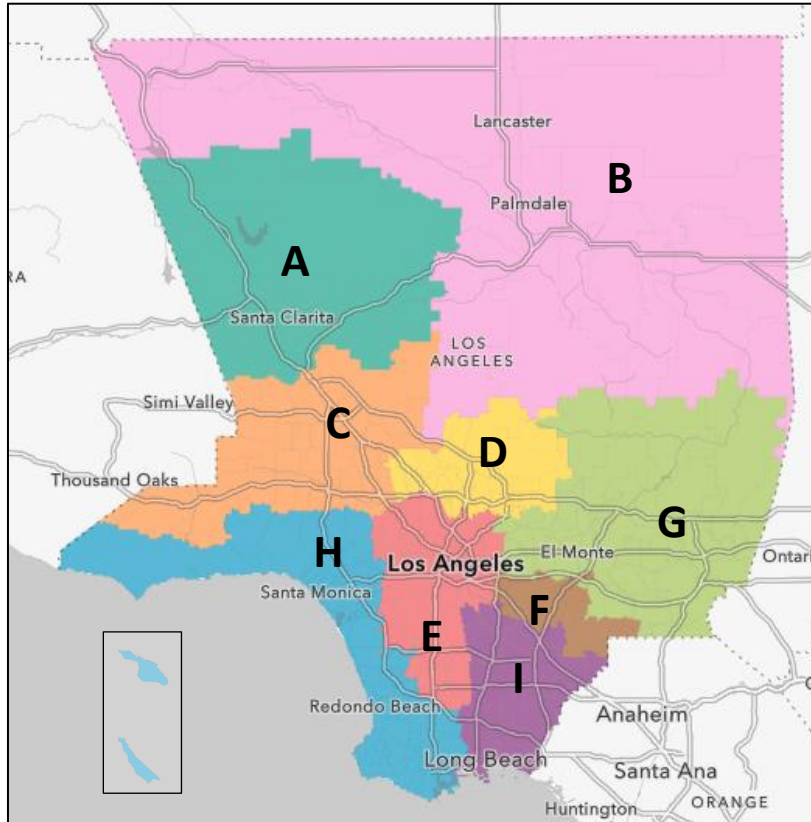 Lancaster
B
Palmdale
A
RA
Santa Clarita
LOS
ANGELES
Simi Valley
C
D
Thousand Oaks
G
H
El Monte
Ontari
Los Angeles
Santa Monica
F
E
I
Redondo Beach
Anaheim
Long Beach
Santa Ana
ORANGE
Huntington